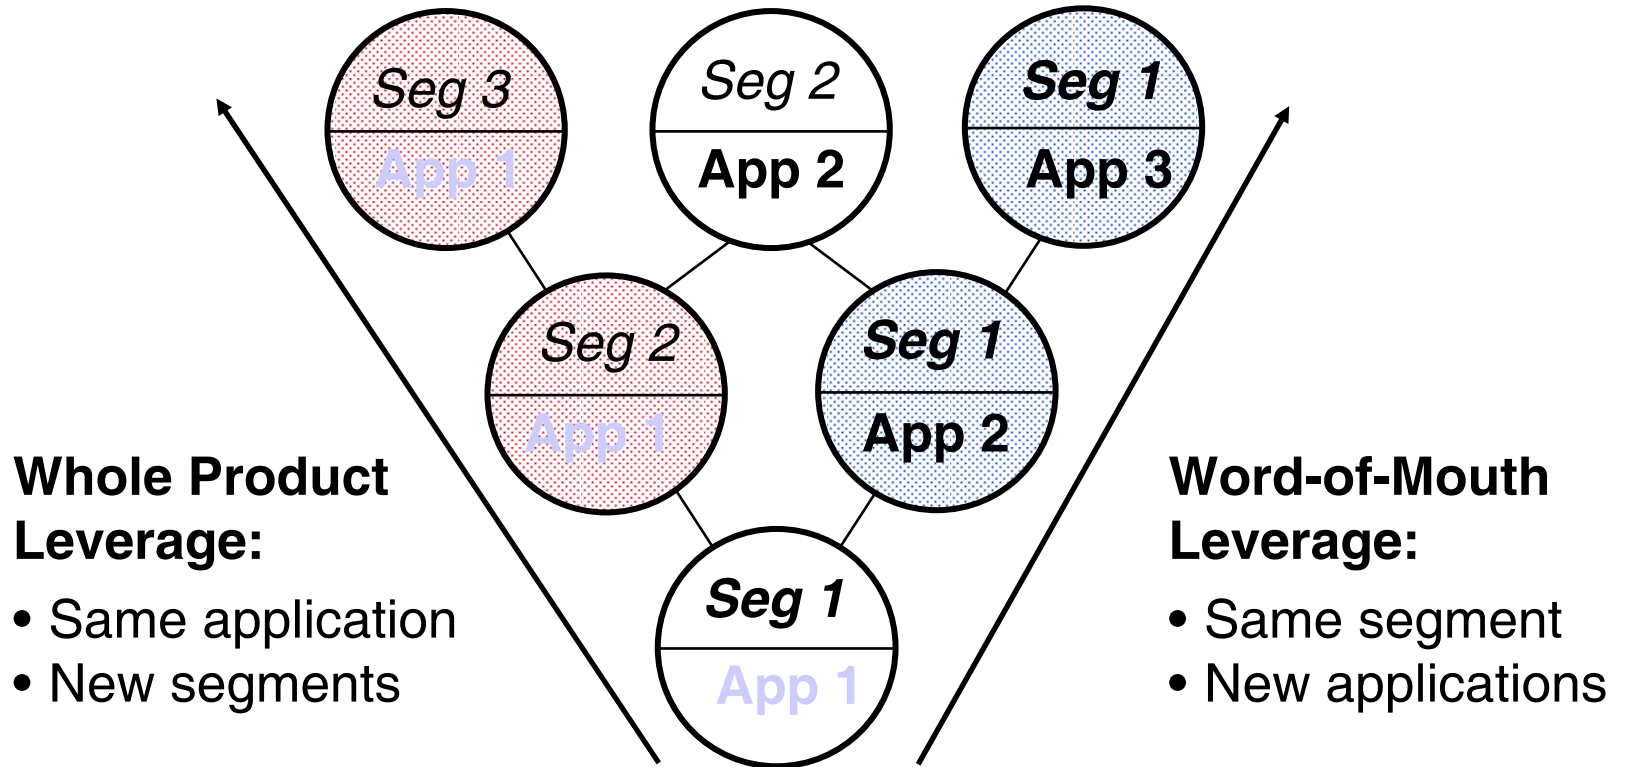 Seg 3
App 1
Seg 2
App 2
Seg 1
App 3
Seg 2
App 1
Seg 1
App 2
Seg 1
App 1
Whole Product
Leverage:
• Same application
• New segments
Word-of-Mouth
Leverage:
• Same segment
• New applications